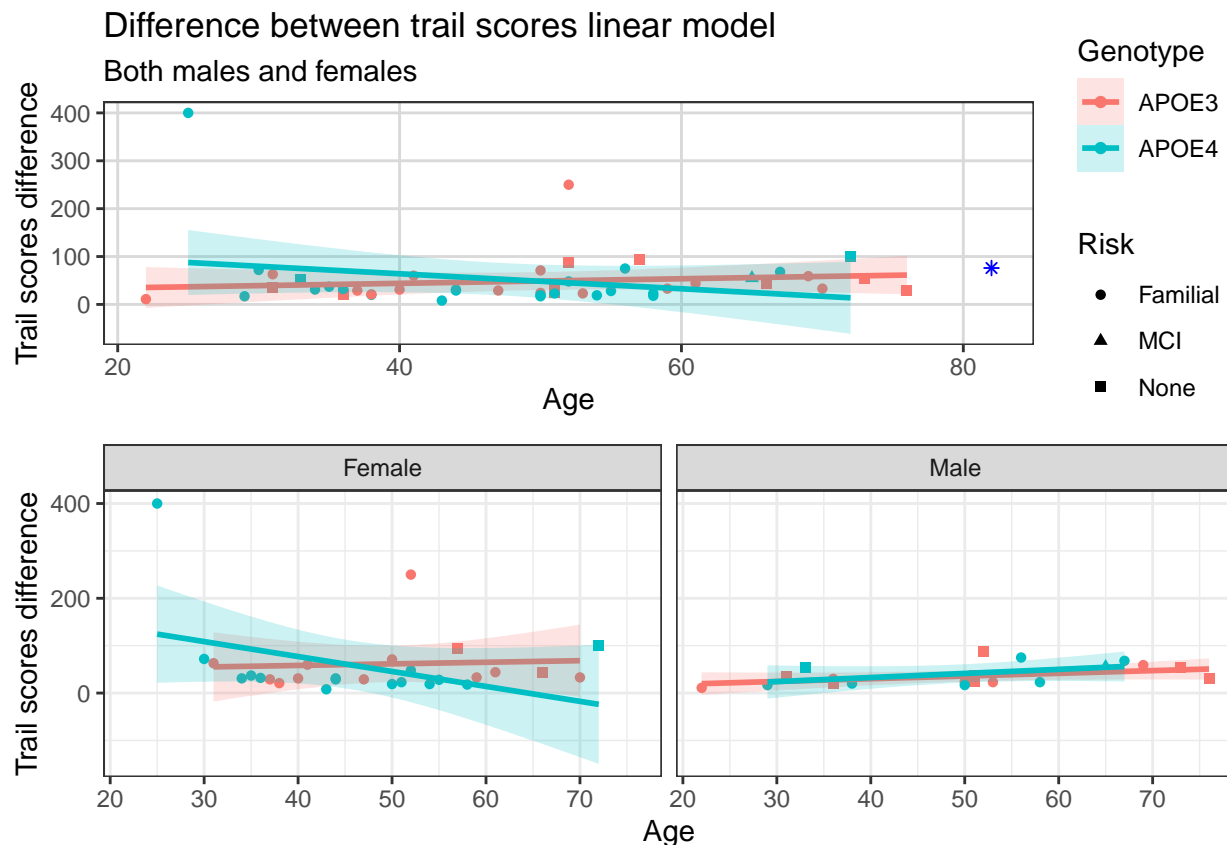 Difference between trail scores linear model
Both males and females
Trail scores difference
400
300
200
100
0
20 40 60 80
Age
Genotype
APOE3
APOE4
Risk
Familial
MCI
None
Female Male
Trail scores difference
400
200
0
20 30 40 50 60 70 20 30 40 50 60 70
Age